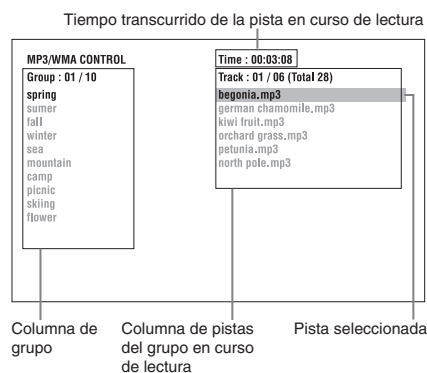 Tiempo transcurrido de la pista en curso de lectura
MP3/WMA CONTROL
Group : 01 / 10
spring
sumer
fall
winter
sea
mountain
camp
picnic
skiing
flower
Time : 00:03:08
Track : 01 / 06 (Total 28)
begonia.mp3
german chamomile.mp3
kiwi fruit.mp3
orchard grass.mp3
petunia.mp3
north pole.mp3
Columna de
grupo
Columna de pistas
del grupo en curso
de lectura
Pista seleccionada